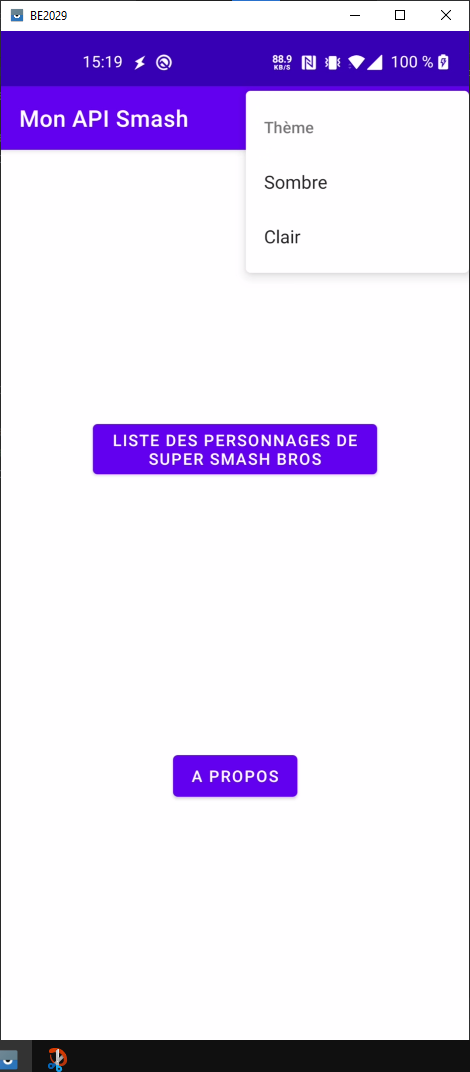 BE2029
15:19
88.9
KB/S
100 %
Mon API Smash
Thème
Sombre
Clair
LISTE DES PERSONNAGES DE
SUPER SMASH BROS
A PROPOS